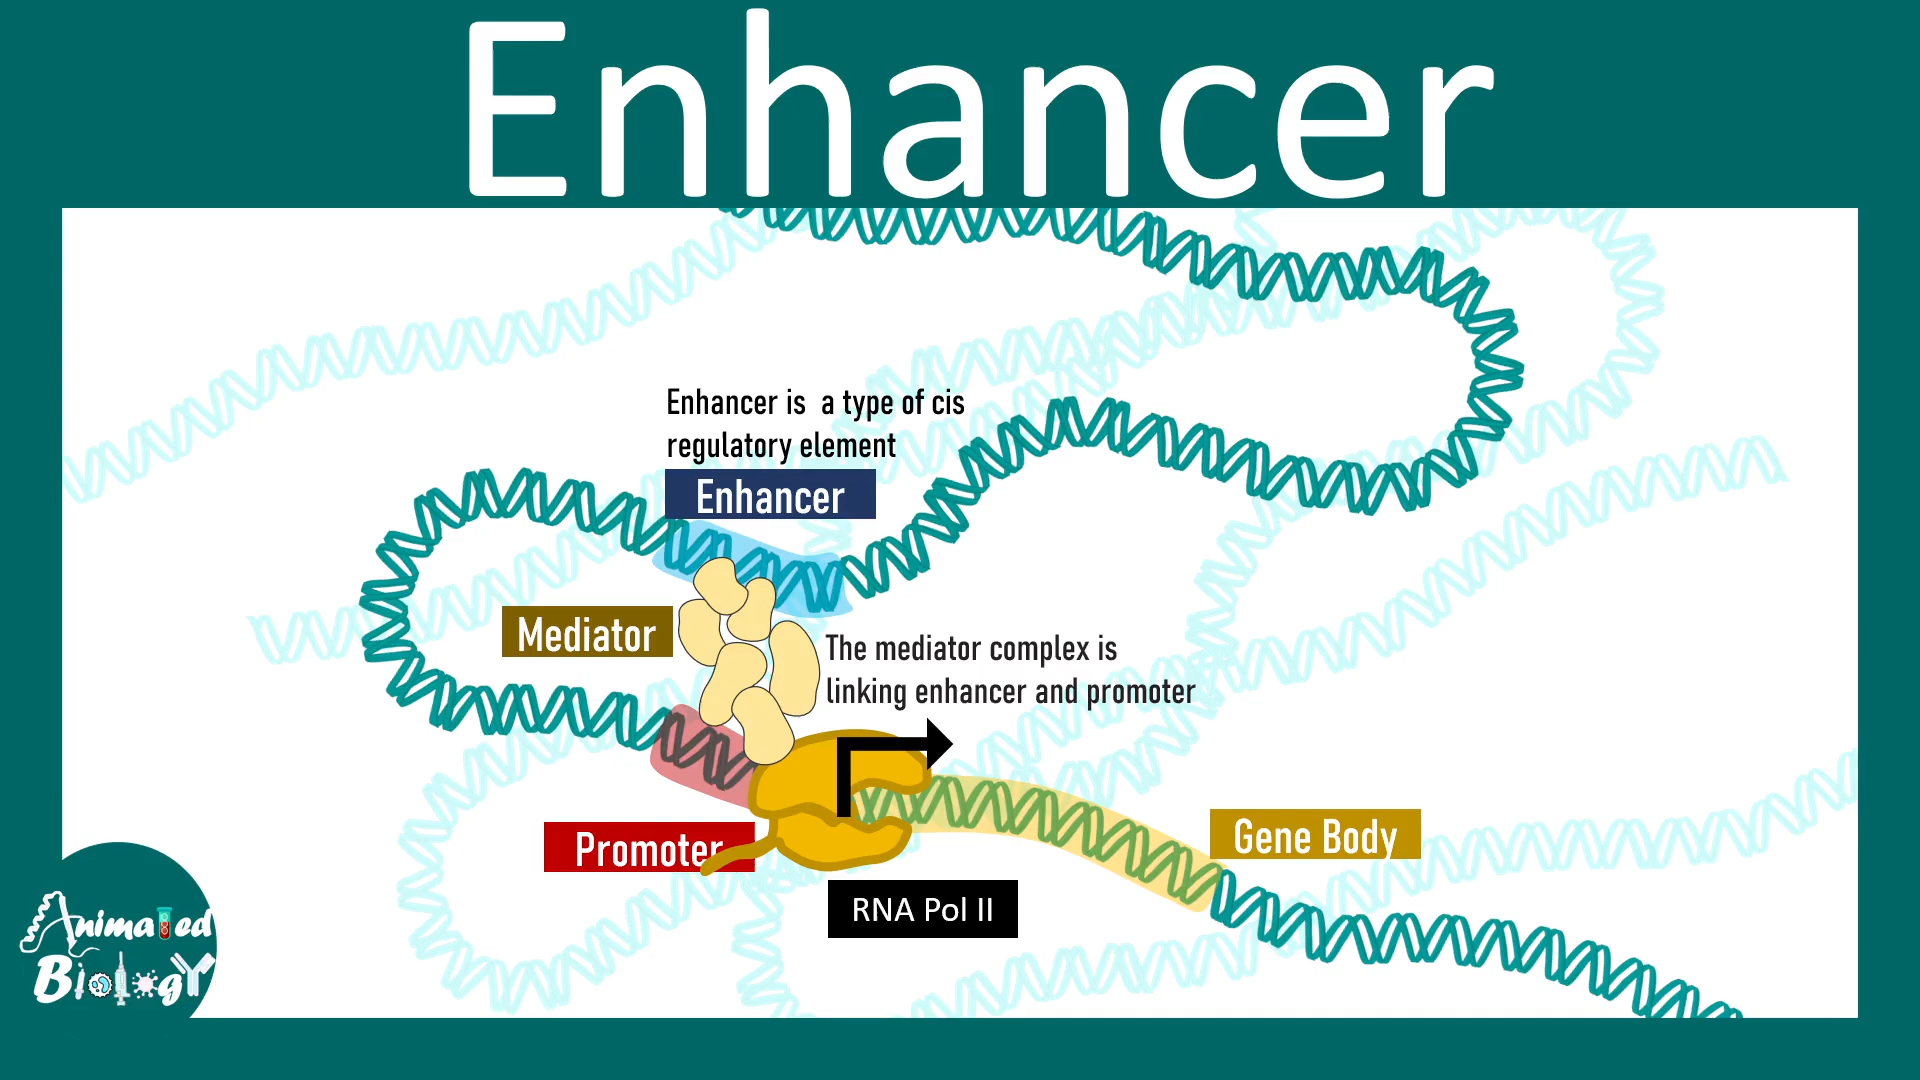 Enhancer
Enhancer is a type of cis
regulatory element
Enhancer
Mediator
The mediator complex is
linking enhancer and promoter
Promoter
Gene Body
RNA Pol II
Animated
Biology